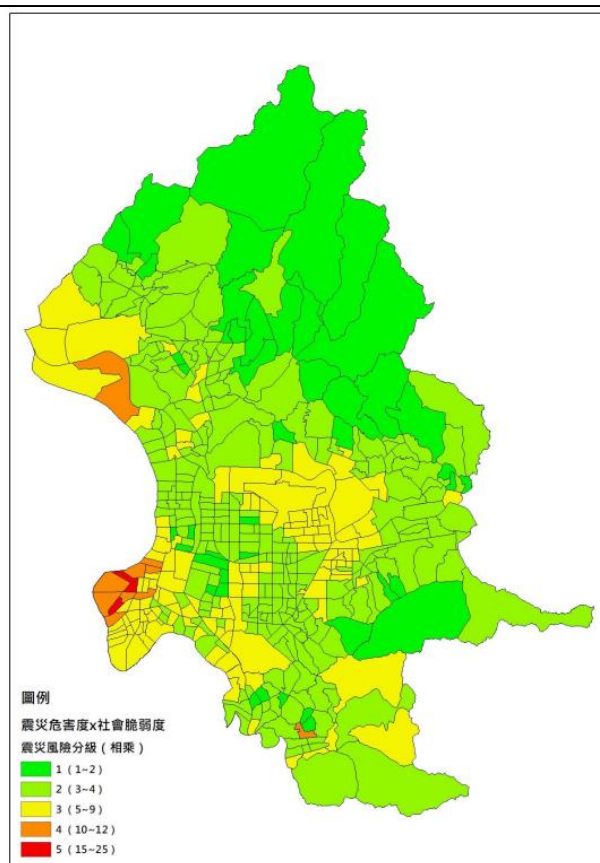 圖例
震災危害度x社會脆弱度
震災風險分級（相乘）
1（1~2）
2（3~4）
3（5~9）
4（10~12）
5（15~25）